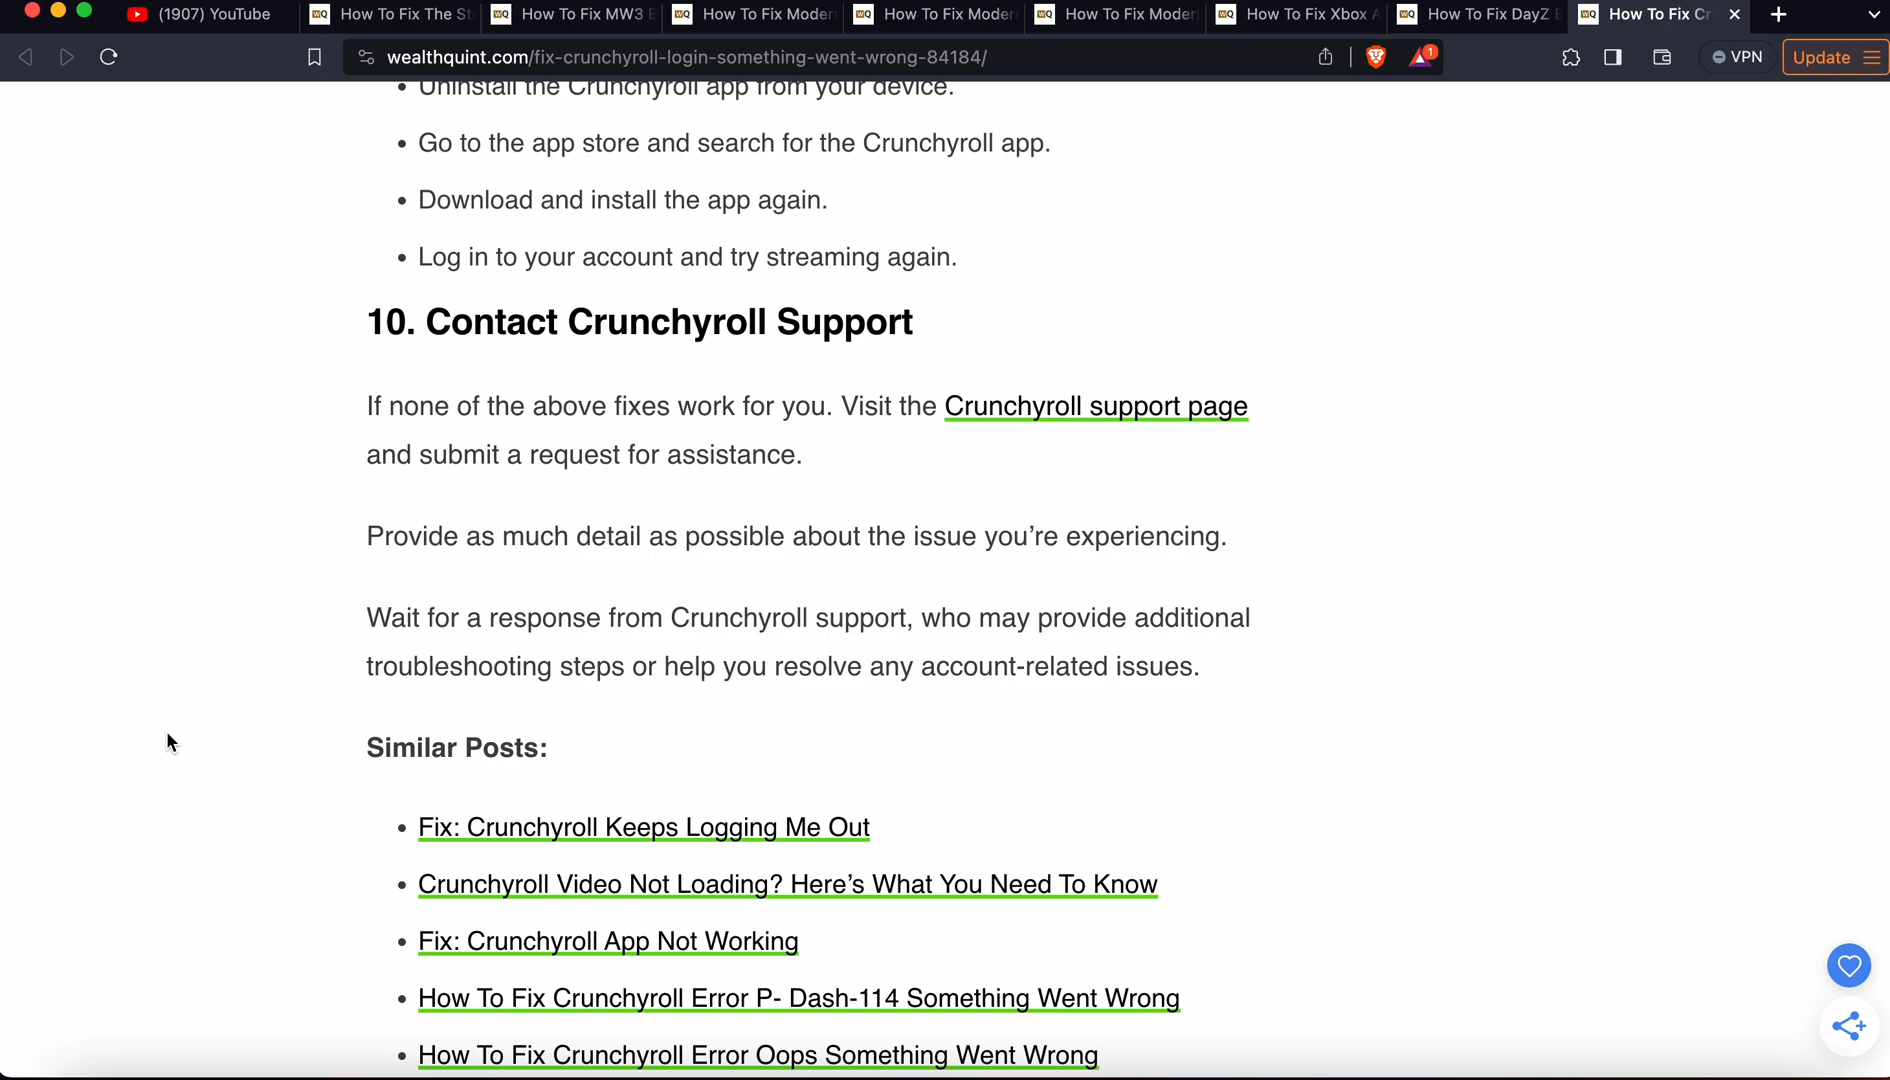 (1907) YouTube
WQ How To Fix The St
WQ How To Fix MW3 E
WQ How To Fix Moder
WQ How To Fix Moder
WQ How To Fix Moder
WQ How To Fix Xbox A
WQ How To Fix DayZ E
WQ How To Fix Cr
wealthquint.com/fix-crunchyroll-login-something-went-wrong-84184/
1
VPN
Update
• Uninstall the Crunchyroll app from your device.
• Go to the app store and search for the Crunchyroll app.
• Download and install the app again.
• Log in to your account and try streaming again.
10. Contact Crunchyroll Support
If none of the above fixes work for you. Visit the Crunchyroll support page
and submit a request for assistance.
Provide as much detail as possible about the issue you’re experiencing.
Wait for a response from Crunchyroll support, who may provide additional
troubleshooting steps or help you resolve any account-related issues.
Similar Posts:
• Fix: Crunchyroll Keeps Logging Me Out
• Crunchyroll Video Not Loading? Here’s What You Need To Know
• Fix: Crunchyroll App Not Working
• How To Fix Crunchyroll Error P- Dash-114 Something Went Wrong
• How To Fix Crunchyroll Error Oops Something Went Wrong